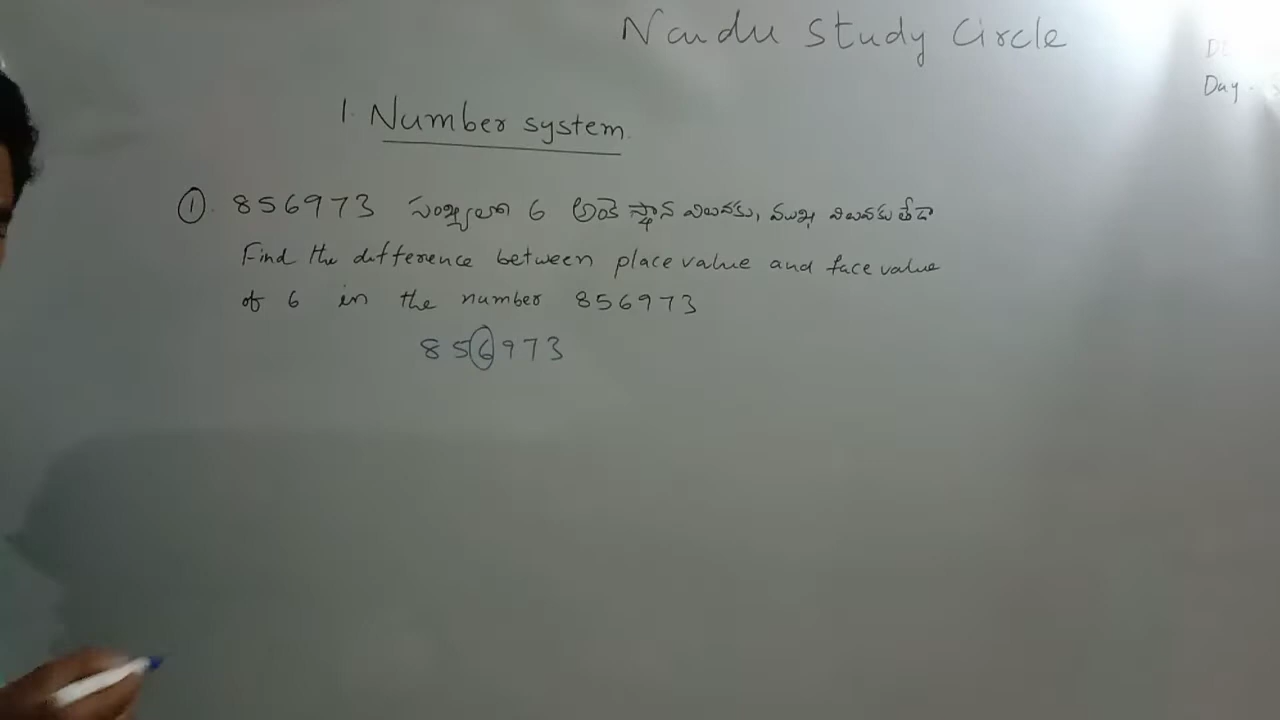 Naidu Study Circle
Day.
1. Number system
① 856973 సంఖ్యలో 6 యొక్క స్థాన విలువకు, ముఖ విలువకు తేడా
Find the difference between place value and face value
of 6 in the number 856973
856973